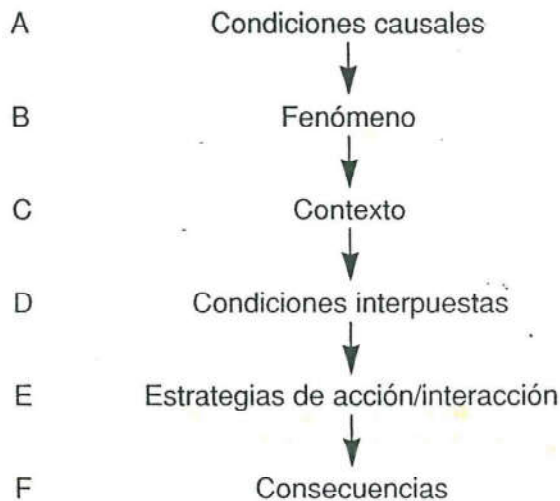 A Condiciones causales
B Fenómeno
C Contexto
D Condiciones interpuestas
E Estrategias de acción/interacción
F Consecuencias